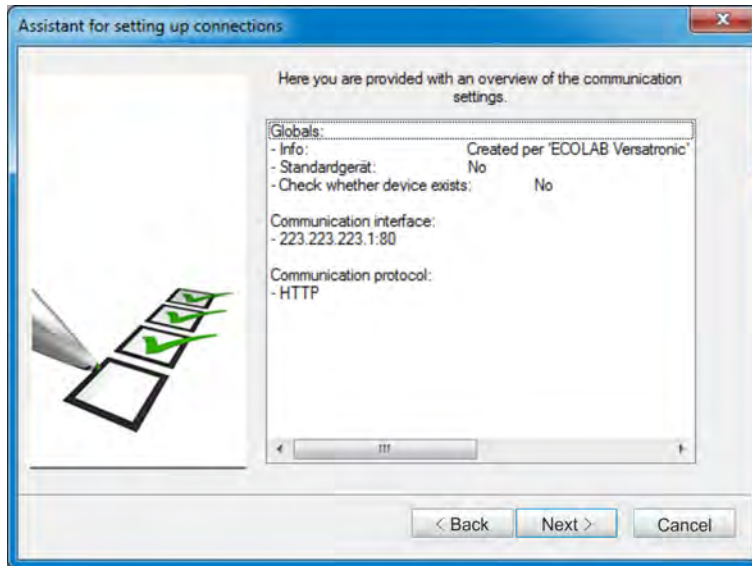 Assistant for setting up connections
Here you are provided with an overview of the communication
settings.
Globals:
- Info: Created per 'ECOLAB Versatronic'
- Standardgerät: No
- Check whether device exists: No
Communication interface:
- 223.223.223.1:80
Communication protocol:
- HTTP
< Back Next > Cancel